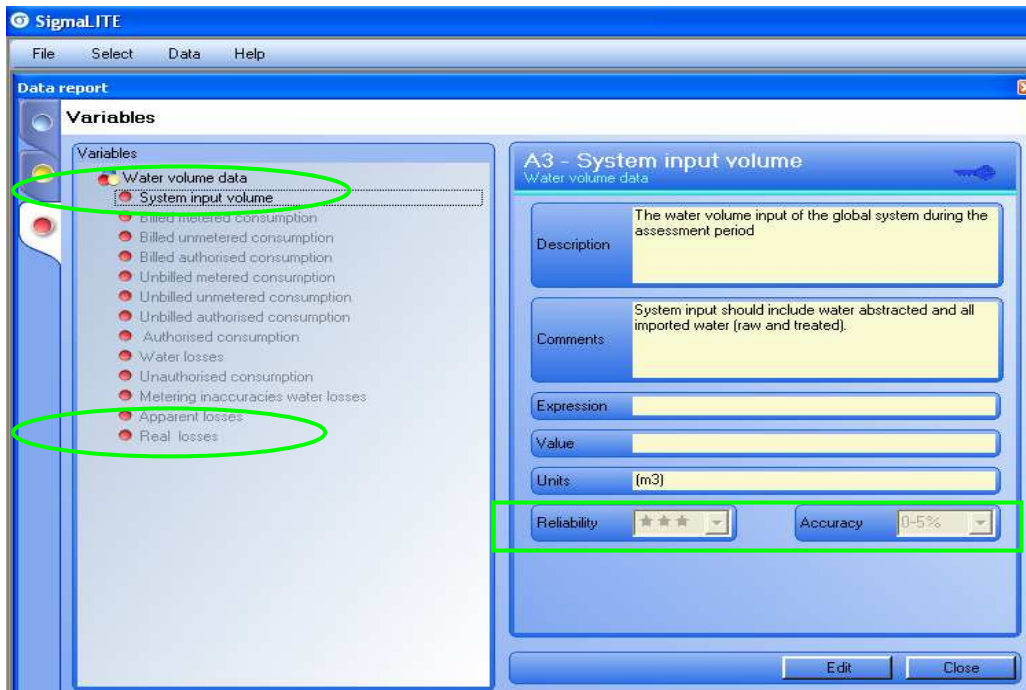 SigmaLITE
File Select Data Help
Data report
Variables
Variables
Water volume data
System input volume
Billed metered consumption
Billed unmetered consumption
Billed authorised consumption
Unbilled metered consumption
Unbilled unmetered consumption
Unbilled authorised consumption
Authorised consumption
Water losses
Unauthorised consumption
Metering inaccuracies water losses
Apparent losses
Real losses
A3 - System input volume
Water volume data
Description
The water volume input of the global system during the
assessment period
Comments
System input should include water abstracted and all
imported water (raw and treated).
Expression
Value
Units (m3)
Reliability ★★★ Accuracy 0-5%
Edit Close